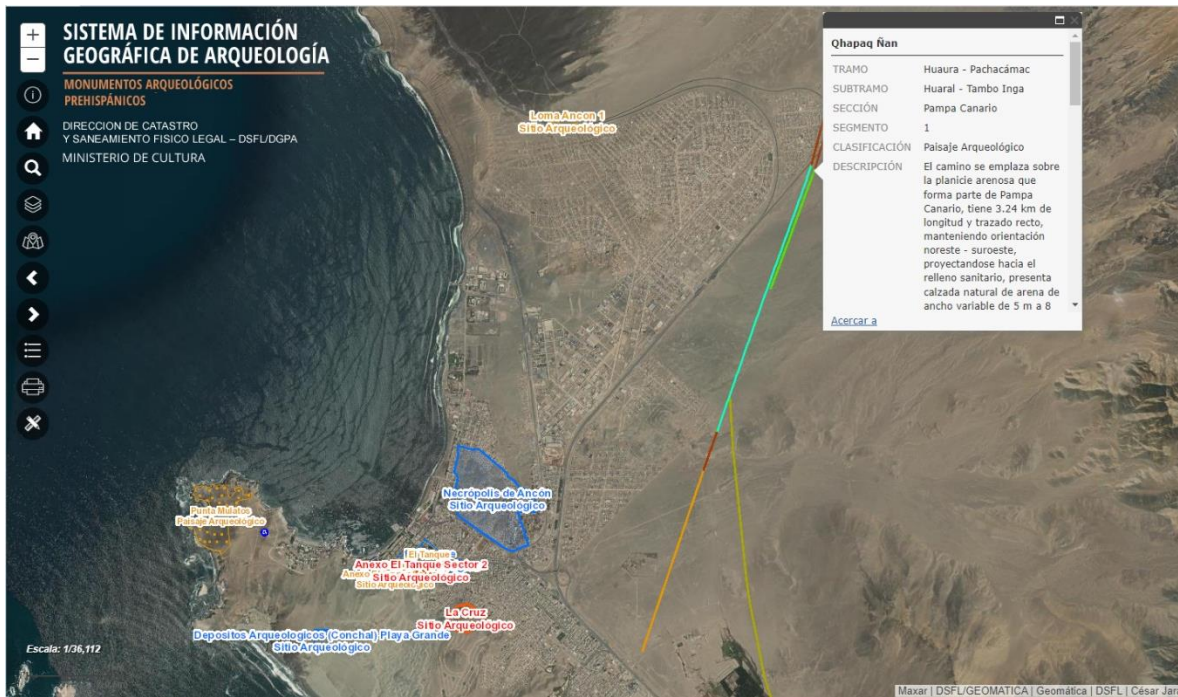 +
−
SISTEMA DE INFORMACIÓN
GEOGRÁFICA DE ARQUEOLOGÍA
MONUMENTOS ARQUEOLÓGICOS
PREHISPÁNICOS
DIRECCION DE CATASTRO
Y SANEAMIENTO FISICO LEGAL – DSFL/DGPA
MINISTERIO DE CULTURA
Loma Ancon 1
Sitio Arqueológico
Qhapaq Ñan
TRAMO Huaura - Pachacámac
SUBTRAMO Huaral - Tambo Inga
SECCIÓN Pampa Canario
SEGMENTO 1
CLASIFICACIÓN Paisaje Arqueológico
DESCRIPCIÓN El camino se emplaza sobre
la planicie arenosa que
forma parte de Pampa
Canario, tiene 3.24 km de
longitud y trazado recto,
manteniendo orientación
noreste - suroeste,
proyectandose hacia el
relleno sanitario, presenta
calzada natural de arena de
ancho variable de 5 m a 8
Acercar a
Necrópolis de Ancón
Sitio Arqueológico
Punta Mulatos
Paisaje Arqueológico
El Tanque
Anexo El Tanque Sector 2
Sitio Arqueológico
Anexo
Sitio Arqueológico
La Cruz
Sitio Arqueológico
Depositos Arqueologicos (Conchal) Playa Grande
Sitio Arqueológico
Escala: 1/36,112
Maxar | DSFL/GEOMATICA | Geomática | DSFL | César Jara